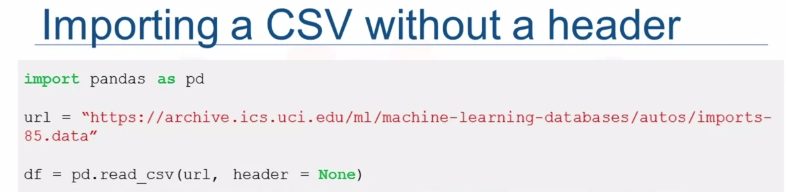 Importing a CSV without a header
import pandas as pd
url = “https://archive.ics.uci.edu/ml/machine-learning-databases/autos/imports-
85.data”
df = pd.read_csv(url, header = None)